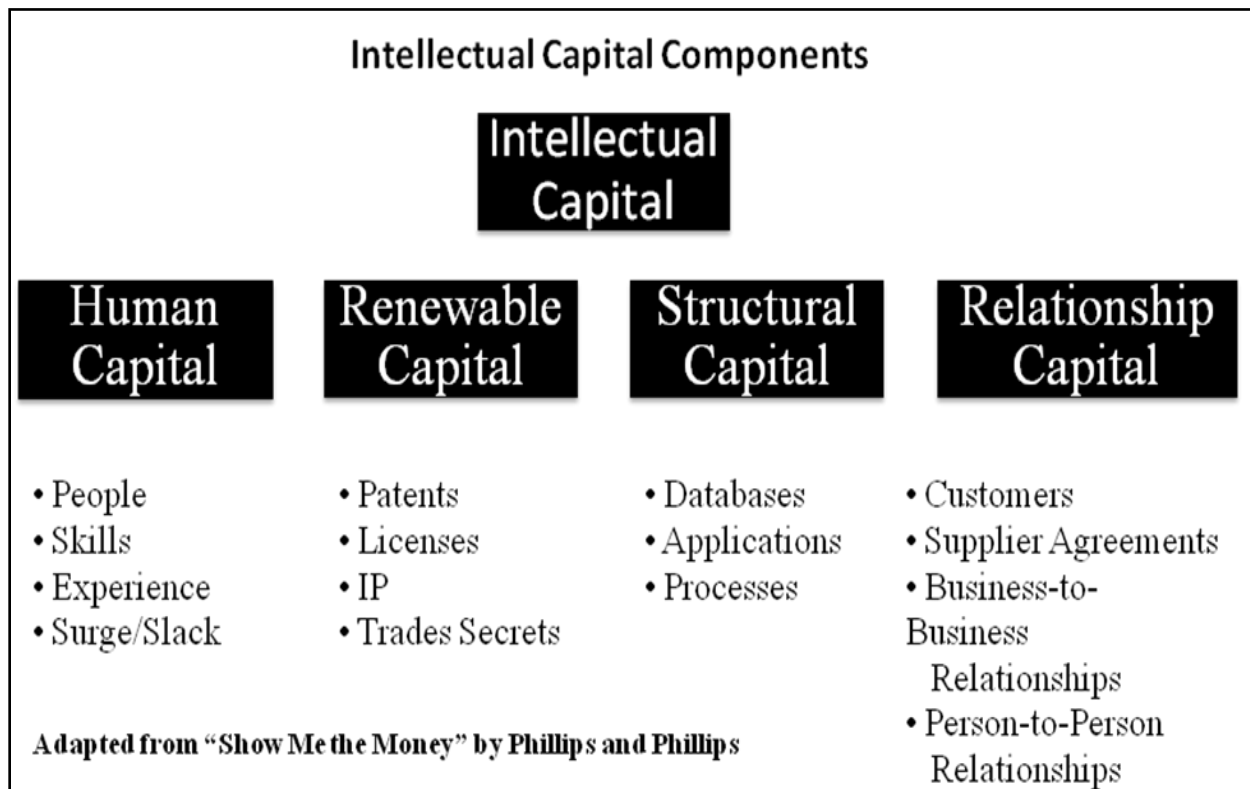 Intellectual Capital Components
Intellectual
Capital
Human
Capital
• People
• Skills
• Experience
• Surge/Slack
Renewable
Capital
• Patents
• Licenses
• IP
• Trades Secrets
Structural
Capital
• Databases
• Applications
• Processes
Relationship
Capital
• Customers
• Supplier Agreements
• Business-to-
Business
Relationships
• Person-to-Person
Relationships
Adapted from “Show Me the Money” by Phillips and Phillips